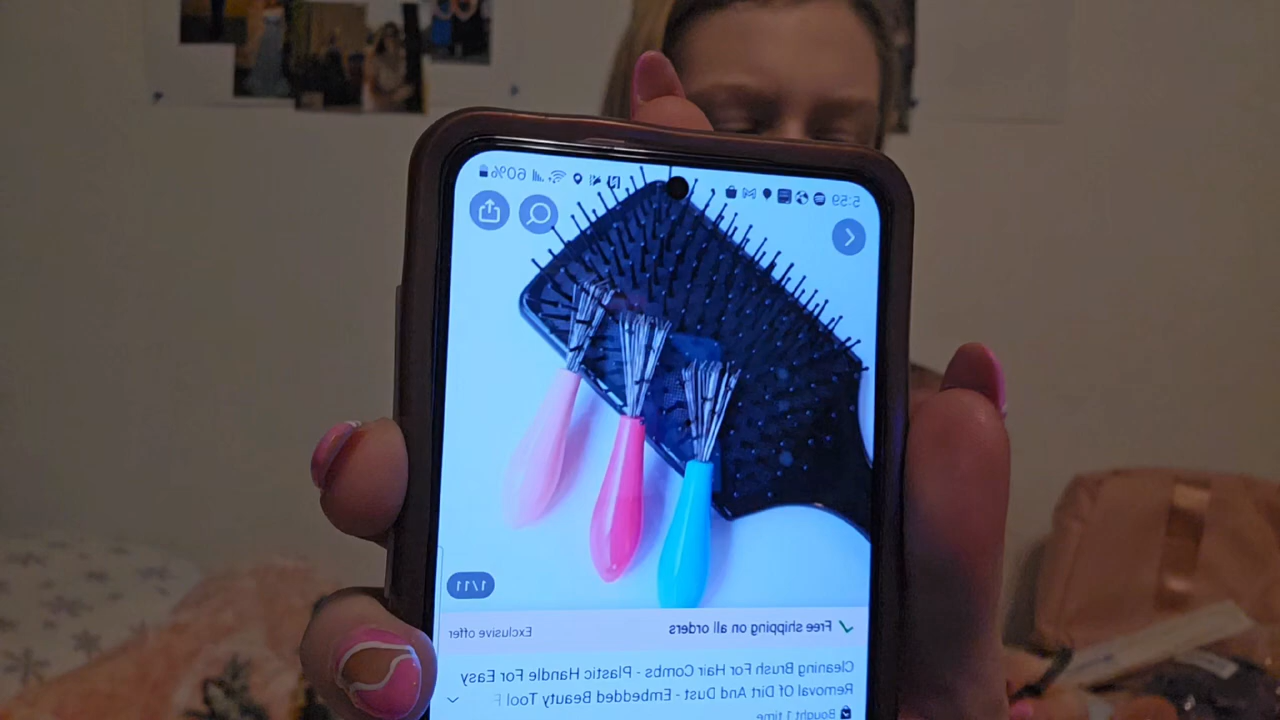 5:59
60%
1/11
Free shipping on all orders
Exclusive offer
Cleaning Brush For Hair Combs - Plastic Handle For Easy
Removal Of Dirt And Dust - Embedded Beauty Tool F
Bought 1 time